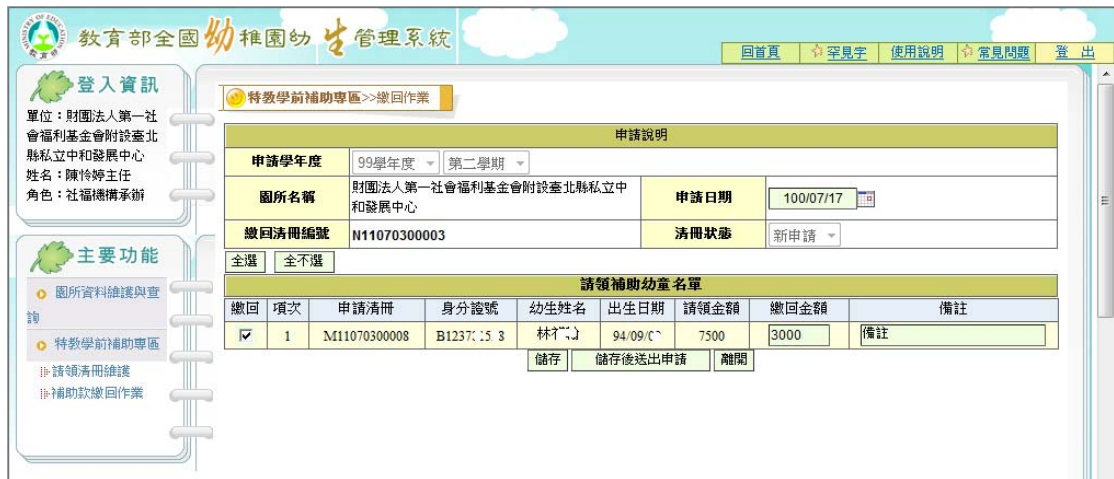 教育部全國幼稚園幼生管理系統
回首頁 罕見字 使用說明 常見問題 登 出
登入資訊
單位：財團法人第一社
會福利基金會附設臺北
縣私立中和發展中心
姓名：陳怜婷主任
角色：社福機構承辦
主要功能
園所資料維護與查
詢
特教學前補助專區
請領清冊維護
補助款繳回作業
特教學前補助專區>>繳回作業
申請說明
申請學年度 99學年度 第二學期
園所名稱 財團法人第一社會福利基金會附設臺北縣私立中
和發展中心 申請日期 100/07/17
繳回清冊編號 N11070300003 清冊狀態 新申請
全選 全不選
請領補助幼童名單
繳回 項次 申請清冊 身分證號 幼生姓名 出生日期 請領金額 繳回金額 備註
1 M11070300008 林 94/09/ 7500 3000 備註
儲存 儲存後送出申請 離開